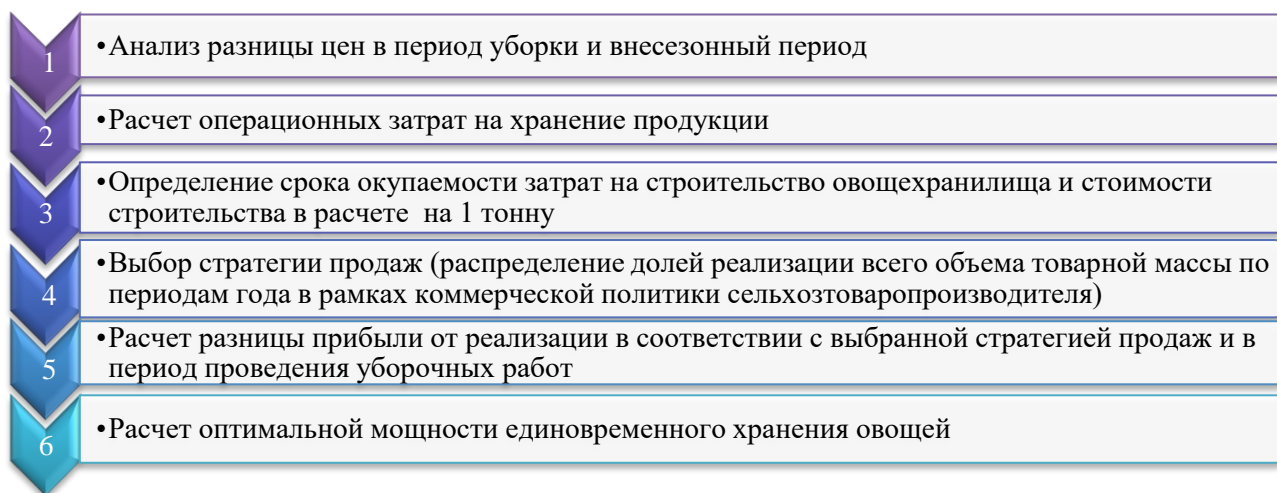 1
•Анализ разницы цен в период уборки и внесезонный период
2
•Расчет операционных затрат на хранение продукции
3
•Определение срока окупаемости затрат на строительство овощехранилища и стоимости
строительства в расчете на 1 тонну
4
•Выбор стратегии продаж (распределение долей реализации всего объема товарной массы по
периодам года в рамках коммерческой политики сельхозтоваропроизводителя)
5
•Расчет разницы прибыли от реализации в соответствии с выбранной стратегией продаж и в
период проведения уборочных работ
6
•Расчет оптимальной мощности единовременного хранения овощей